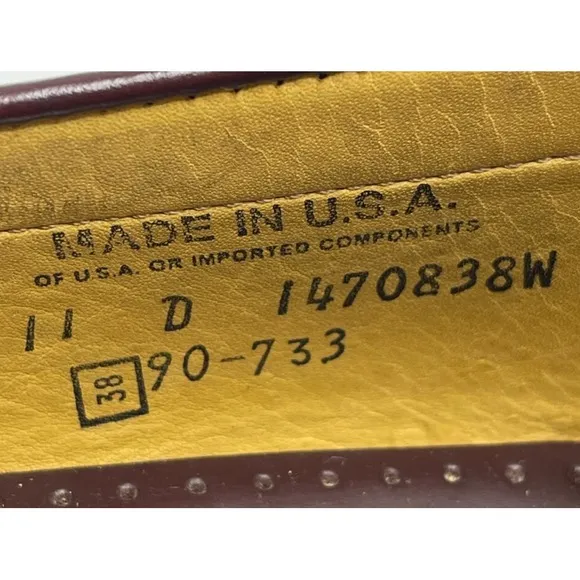 MADE IN U.S.A.
OF U.S.A. OR IMPORTED COMPONENTS
11 D 1470838W
38 90-733